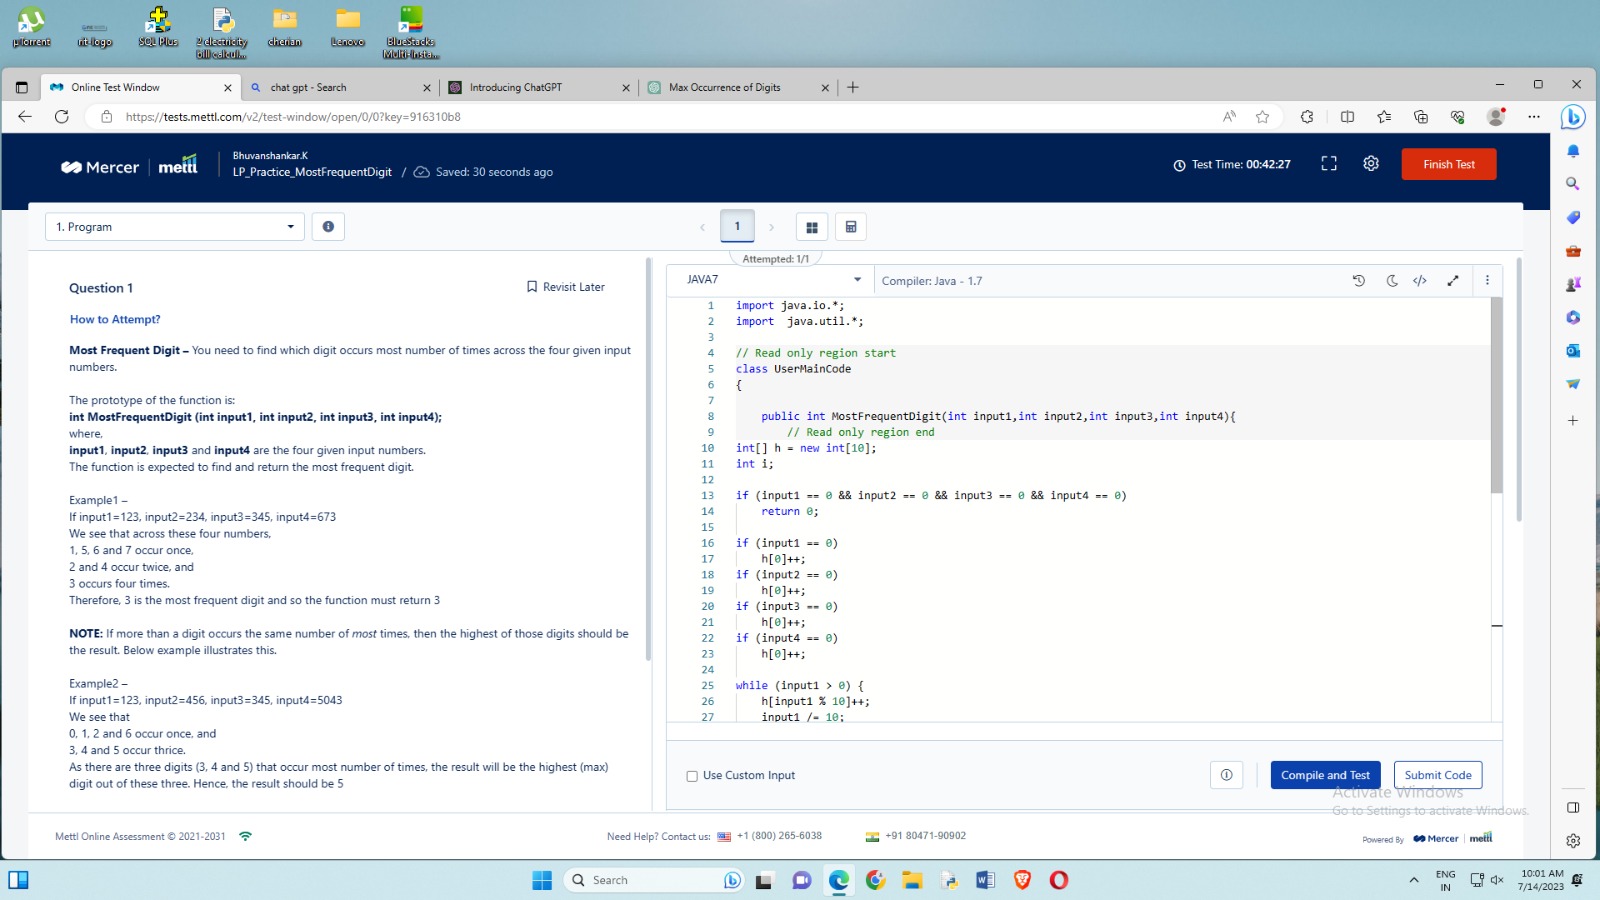 µTorrent
rit-logo
SQL Plus
2 electricity
bill calcul...
cherian
Lenovo
BlueStacks
Multi-Insta...
Online Test Window
chat gpt - Search
Introducing ChatGPT
Max Occurrence of Digits
https://tests.mettl.com/v2/test-window/open/0/0?key=916310b8
Mercer | mettl
Bhuvanshankar.K
LP_Practice_MostFrequentDigit / Saved: 30 seconds ago
Test Time: 00:42:27
Finish Test
1. Program
1
Attempted: 1/1
Question 1
Revisit Later
How to Attempt?
Most Frequent Digit – You need to find which digit occurs most number of times across the four given input
numbers.
The prototype of the function is:
int MostFrequentDigit (int input1, int input2, int input3, int input4);
where,
input1, input2, input3 and input4 are the four given input numbers.
The function is expected to find and return the most frequent digit.
Example1 –
If input1=123, input2=234, input3=345, input4=673
We see that across these four numbers,
1, 5, 6 and 7 occur once,
2 and 4 occur twice, and
3 occurs four times.
Therefore, 3 is the most frequent digit and so the function must return 3
NOTE: If more than a digit occurs the same number of most times, then the highest of those digits should be
the result. Below example illustrates this.
Example2 –
If input1=123, input2=456, input3=345, input4=5043
We see that
0, 1, 2 and 6 occur once, and
3, 4 and 5 occur thrice.
As there are three digits (3, 4 and 5) that occur most number of times, the result will be the highest (max)
digit out of these three. Hence, the result should be 5
JAVA7
Compiler: Java - 1.7
1 import java.io.*;
2 import  java.util.*;
3
4 // Read only region start
5 class UserMainCode
6 {
7
8     public int MostFrequentDigit(int input1,int input2,int input3,int input4){
9         // Read only region end
10 int[] h = new int[10];
11 int i;
12
13 if (input1 == 0 && input2 == 0 && input3 == 0 && input4 == 0)
14     return 0;
15
16 if (input1 == 0)
17     h[0]++;
18 if (input2 == 0)
19     h[0]++;
20 if (input3 == 0)
21     h[0]++;
22 if (input4 == 0)
23     h[0]++;
24
25 while (input1 > 0) {
26     h[input1 % 10]++;
27     input1 /= 10;
Use Custom Input
Compile and Test
Submit Code
Activate Windows
Go to Settings to activate Windows.
Mettl Online Assessment © 2021-2031
Need Help? Contact us: +1 (800) 265-6038
+91 80471-90902
Powered By Mercer | mettl
Search
ENG
IN
10:01 AM
7/14/2023